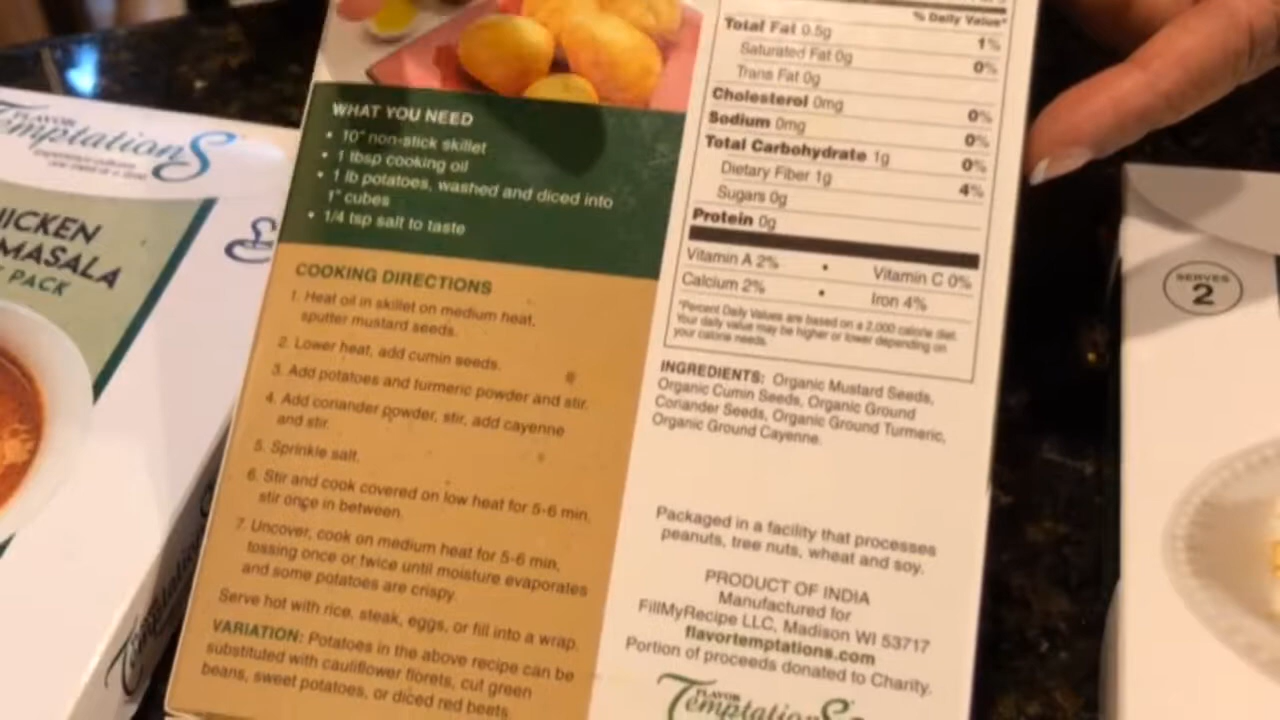 FLAVOR
TemptationS
HICKEN
MASALA
PACK
WHAT YOU NEED
• 10" non-stick skillet
• 1 tbsp cooking oil
• 1 lb potatoes, washed and diced into
1" cubes
• 1/4 tsp salt to taste
COOKING DIRECTIONS
1. Heat oil in skillet on medium heat,
sputter mustard seeds.
2. Lower heat, add cumin seeds.
3. Add potatoes and turmeric powder and stir.
4. Add coriander powder, stir, add cayenne
and stir.
5. Sprinkle salt.
6. Stir and cook covered on low heat for 5-6 min,
stir once in between.
7. Uncover, cook on medium heat for 5-6 min,
tossing once or twice until moisture evaporates
and some potatoes are crispy.
Serve hot with rice, steak, eggs, or fill into a wrap.
VARIATION: Potatoes in the above recipe can be
substituted with cauliflower florets, cut green
beans, sweet potatoes, or diced red beets.
% Daily Value*
Total Fat 0.5g 1%
Saturated Fat 0g 0%
Trans Fat 0g
Cholesterol 0mg 0%
Sodium 0mg 0%
Total Carbohydrate 1g 0%
Dietary Fiber 1g 4%
Sugars 0g
Protein 0g
Vitamin A 2% • Vitamin C 0%
Calcium 2% • Iron 4%
*Percent Daily Values are based on a 2,000 calorie diet.
Your daily value may be higher or lower depending on
your calorie needs.
INGREDIENTS: Organic Mustard Seeds,
Organic Cumin Seeds, Organic Ground
Coriander Seeds, Organic Ground Turmeric,
Organic Ground Cayenne.
Packaged in a facility that processes
peanuts, tree nuts, wheat and soy.
PRODUCT OF INDIA
Manufactured for
FillMyRecipe LLC, Madison WI 53717
flavortemptations.com
Portion of proceeds donated to Charity.
FLAVOR
TemptationS
Temptation
SERVES
2